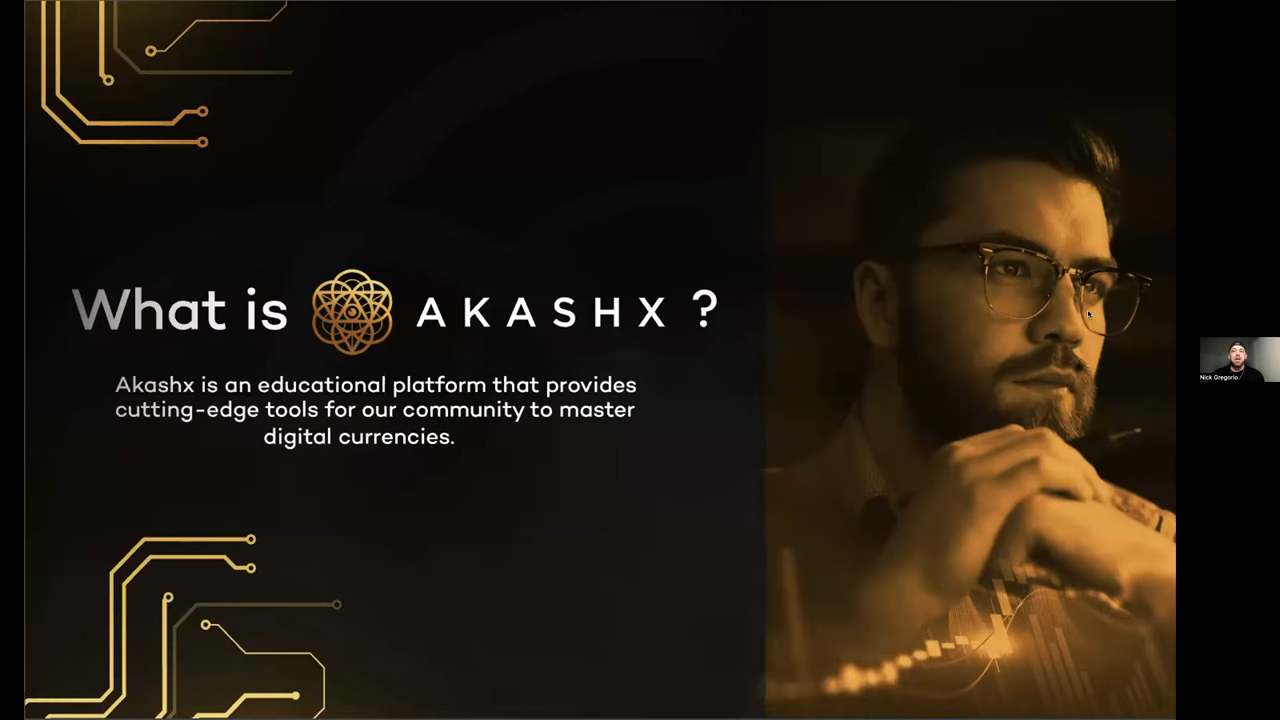 What is AKASHX ?
Akashx is an educational platform that provides
cutting-edge tools for our community to master
digital currencies.
Nick Gregorio